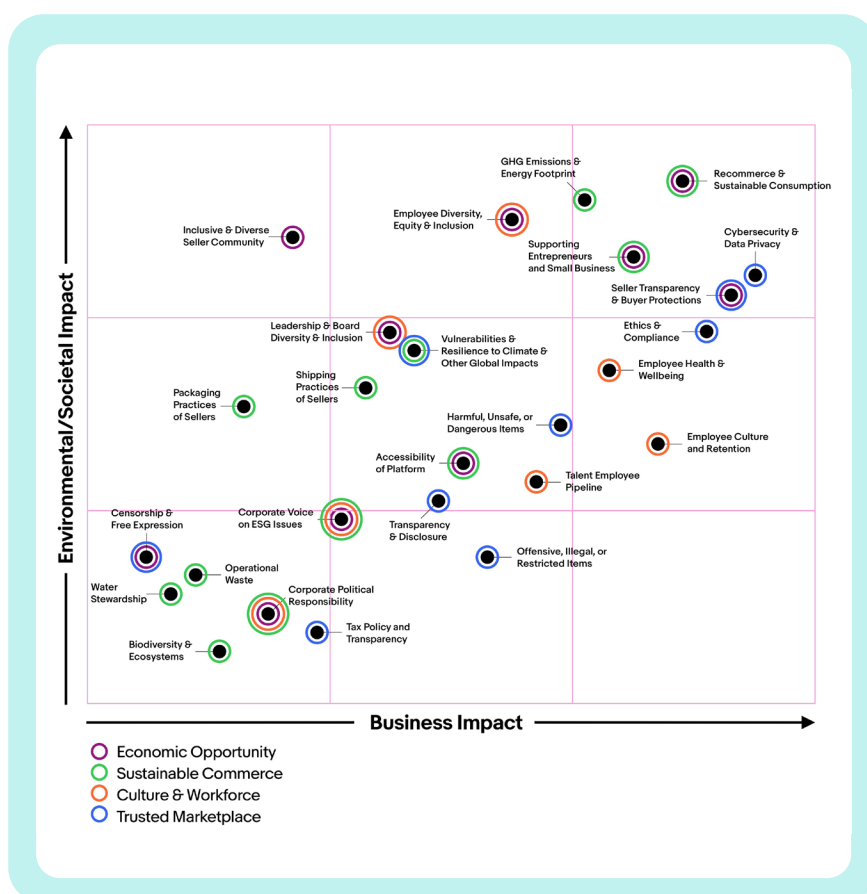 GHG Emissions &
Energy Footprint
Recommerce &
Sustainable Consumption
Employee Diversity,
Equity & Inclusion
Inclusive & Diverse
Seller Community
Supporting
Entrepreneurs
and Small Business
Cybersecurity &
Data Privacy
Seller Transparency
& Buyer Protections
Leadership & Board
Diversity & Inclusion
Vulnerabilities &
Resilience to Climate &
Other Global Impacts
Ethics &
Compliance
Employee Health &
Wellbeing
Shipping
Practices
of Sellers
Packaging
Practices
of Sellers
Harmful, Unsafe, or
Dangerous Items
Employee Culture
and Retention
Accessibility
of Platform
Talent Employee
Pipeline
Censorship &
Free Expression
Corporate Voice
on ESG Issues
Transparency
& Disclosure
Offensive, Illegal, or
Restricted Items
Operational
Waste
Water
Stewardship
Corporate Political
Responsibility
Tax Policy and
Transparency
Biodiversity &
Ecosystems
Environmental/Societal Impact
Business Impact
Economic Opportunity
Sustainable Commerce
Culture & Workforce
Trusted Marketplace